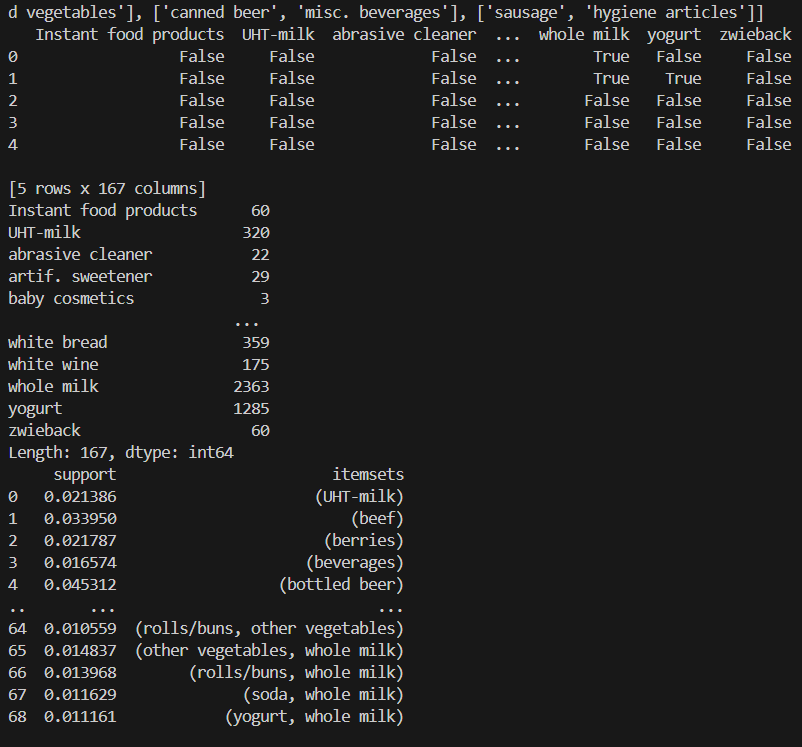 d vegetables'], ['canned beer', 'misc. beverages'], ['sausage', 'hygiene articles']]
   Instant food products  UHT-milk  abrasive cleaner  ...  whole milk  yogurt  zwieback
0                  False     False             False  ...        True   False     False
1                  False     False             False  ...        True    True     False
2                  False     False             False  ...       False   False     False
3                  False     False             False  ...       False   False     False
4                  False     False             False  ...       False   False     False
[5 rows x 167 columns]
Instant food products      60
UHT-milk                  320
abrasive cleaner           22
artif. sweetener           29
baby cosmetics              3
                         ...
white bread               359
white wine                175
whole milk               2363
yogurt                   1285
zwieback                   60
Length: 167, dtype: int64
     support                        itemsets
0   0.021386                      (UHT-milk)
1   0.033950                          (beef)
2   0.021787                       (berries)
3   0.016574                     (beverages)
4   0.045312                  (bottled beer)
..       ...                             ...
64  0.010559  (rolls/buns, other vegetables)
65  0.014837  (other vegetables, whole milk)
66  0.013968        (rolls/buns, whole milk)
67  0.011629              (soda, whole milk)
68  0.011161            (yogurt, whole milk)